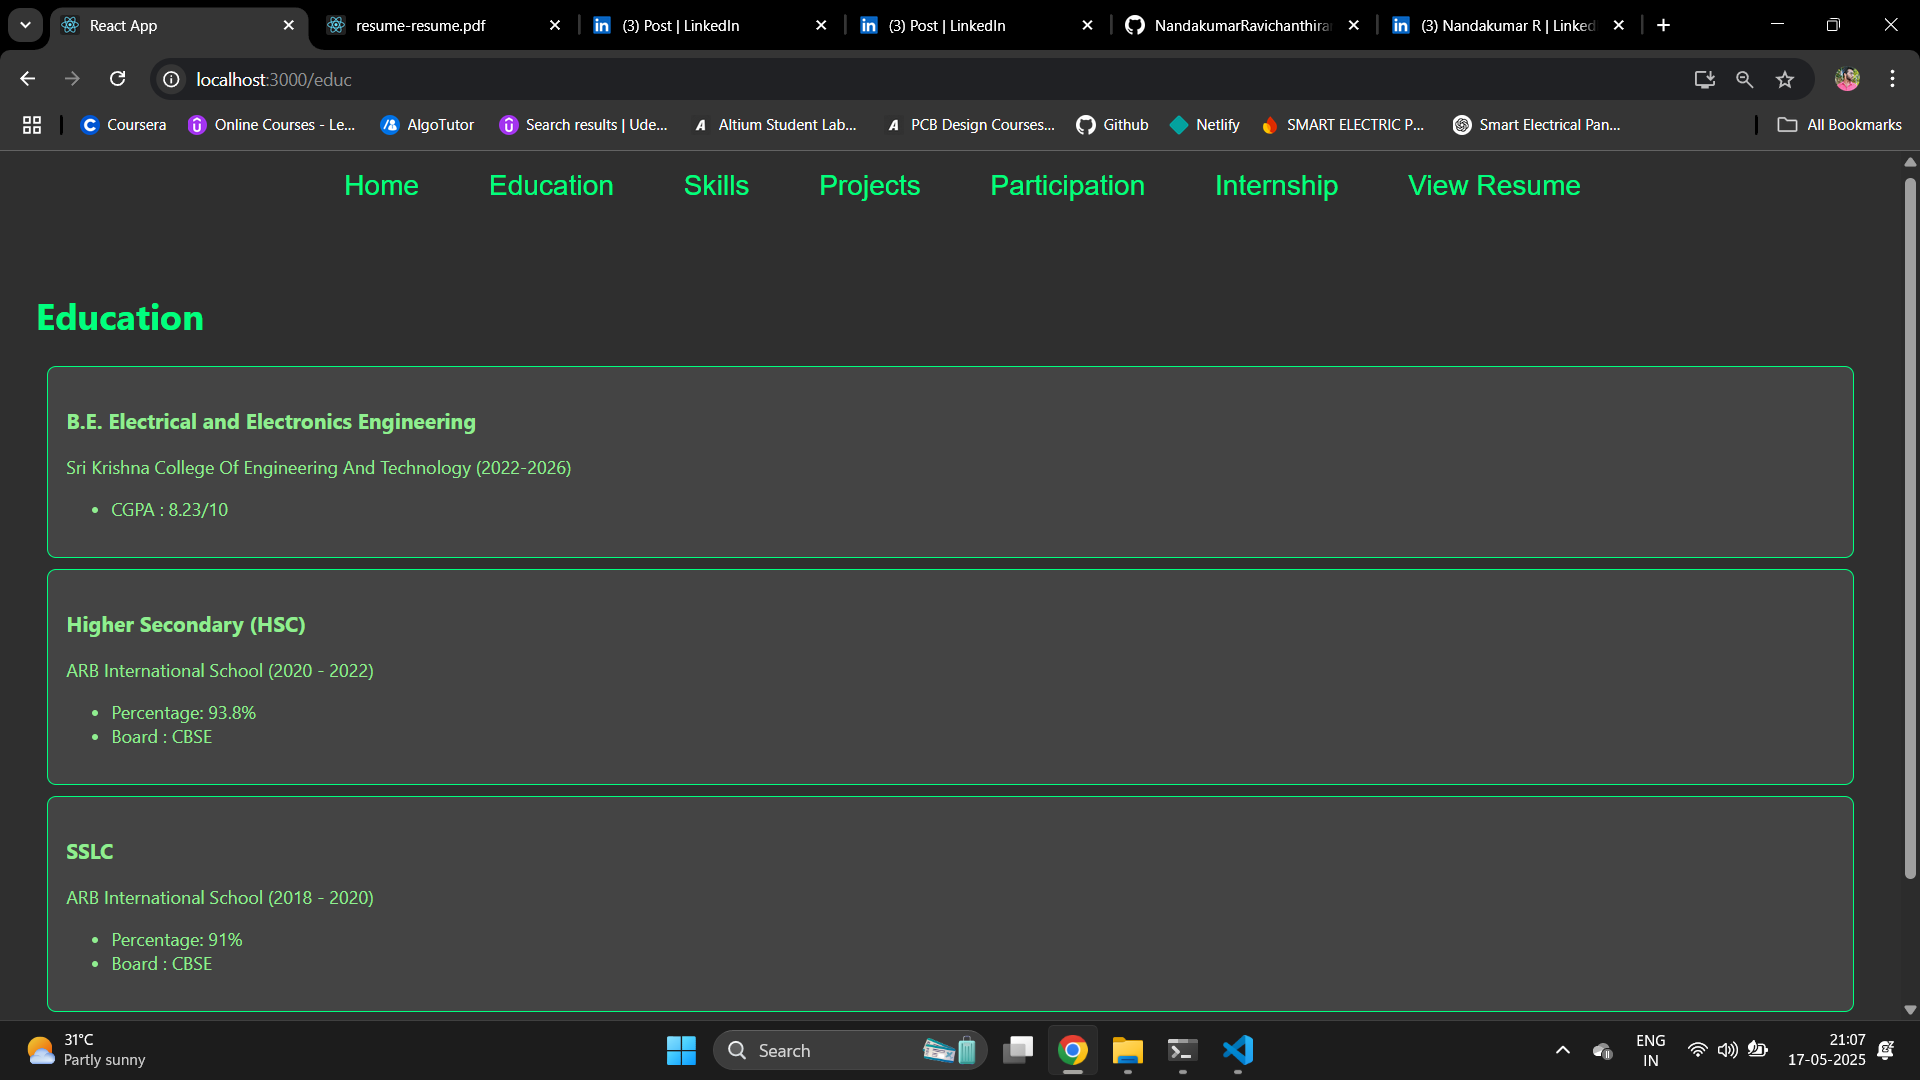 React App
resume-resume.pdf
(3) Post | LinkedIn
(3) Post | LinkedIn
NandakumarRavichanthiran
(3) Nandakumar R | Linked
localhost:3000/educ
Coursera
Online Courses - Le...
AlgoTutor
Search results | Ude...
Altium Student Lab...
PCB Design Courses...
Github
Netlify
SMART ELECTRIC P...
Smart Electrical Pan...
All Bookmarks
Home
Education
Skills
Projects
Participation
Internship
View Resume
Education
B.E. Electrical and Electronics Engineering
Sri Krishna College Of Engineering And Technology (2022-2026)
• CGPA : 8.23/10
Higher Secondary (HSC)
ARB International School (2020 - 2022)
• Percentage: 93.8%
• Board : CBSE
SSLC
ARB International School (2018 - 2020)
• Percentage: 91%
• Board : CBSE
31°C
Partly sunny
Search
ENG
IN
21:07
17-05-2025